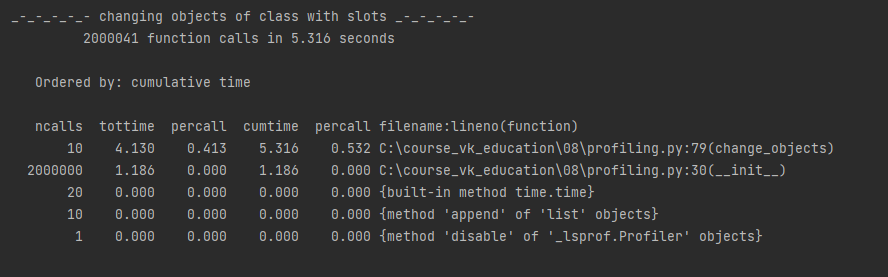 _-_-_-_-_- changing objects of class with slots _-_-_-_-_-
2000041 function calls in 5.316 seconds
Ordered by: cumulative time
ncalls tottime percall cumtime percall filename:lineno(function)
10 4.130 0.413 5.316 0.532 C:\course_vk_education\08\profiling.py:79(change_objects)
2000000 1.186 0.000 1.186 0.000 C:\course_vk_education\08\profiling.py:30(__init__)
20 0.000 0.000 0.000 0.000 {built-in method time.time}
10 0.000 0.000 0.000 0.000 {method 'append' of 'list' objects}
1 0.000 0.000 0.000 0.000 {method 'disable' of '_lsprof.Profiler' objects}